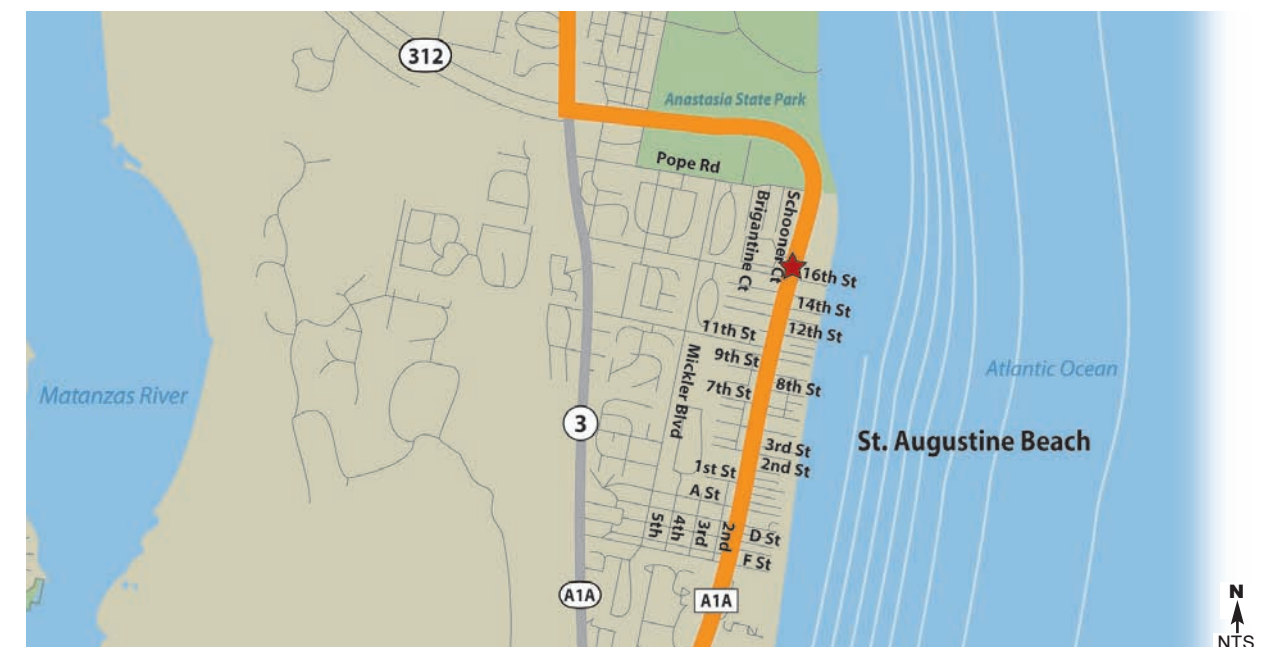 312
Anastasia State Park
Pope Rd
Schooner Ct
Brigantine Ct
16th St
14th St
11th St
12th St
9th St
Mickler Blvd
Atlantic Ocean
7th St
8th St
Matanzas River
3
St. Augustine Beach
3rd St
1st St
2nd St
A St
5th
4th
3rd
2nd
D St
F St
A1A
A1A
N
NTS